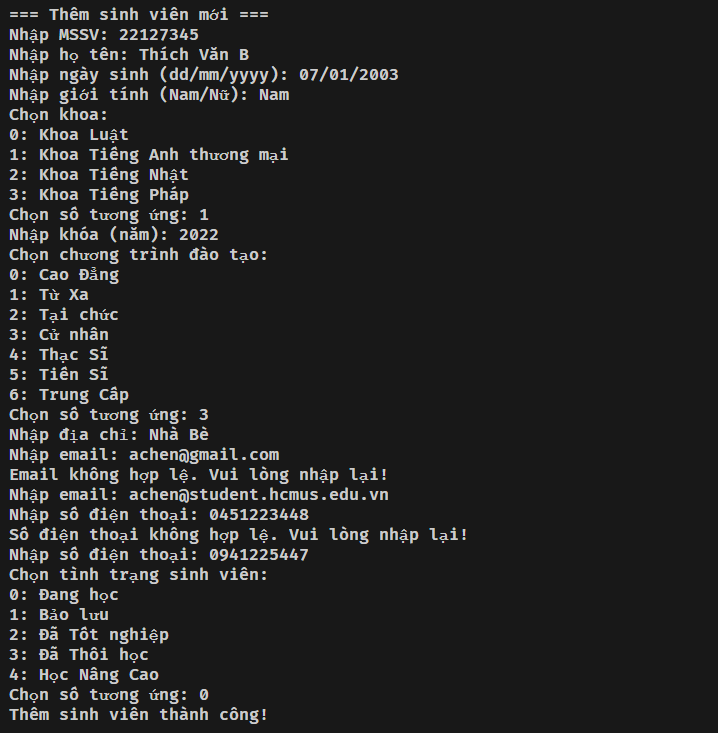 === Thêm sinh viên mới ===
Nhập MSSV: 22127345
Nhập họ tên: Thích Văn B
Nhập ngày sinh (dd/mm/yyyy): 07/01/2003
Nhập giới tính (Nam/Nữ): Nam
Chọn khoa:
0: Khoa Luật
1: Khoa Tiếng Anh thương mại
2: Khoa Tiếng Nhật
3: Khoa Tiếng Pháp
Chọn số tương ứng: 1
Nhập khóa (năm): 2022
Chọn chương trình đào tạo:
0: Cao Đẳng
1: Từ Xa
2: Tại chức
3: Cử nhân
4: Thạc Sĩ
5: Tiến Sĩ
6: Trung Cấp
Chọn số tương ứng: 3
Nhập địa chỉ: Nhà Bè
Nhập email: achen@gmail.com
Email không hợp lệ. Vui lòng nhập lại!
Nhập email: achen@student.hcmus.edu.vn
Nhập số điện thoại: 0451223448
Số điện thoại không hợp lệ. Vui lòng nhập lại!
Nhập số điện thoại: 0941225447
Chọn tình trạng sinh viên:
0: Đang học
1: Bảo lưu
2: Đã Tốt nghiệp
3: Đã Thôi học
4: Học Nâng Cao
Chọn số tương ứng: 0
Thêm sinh viên thành công!